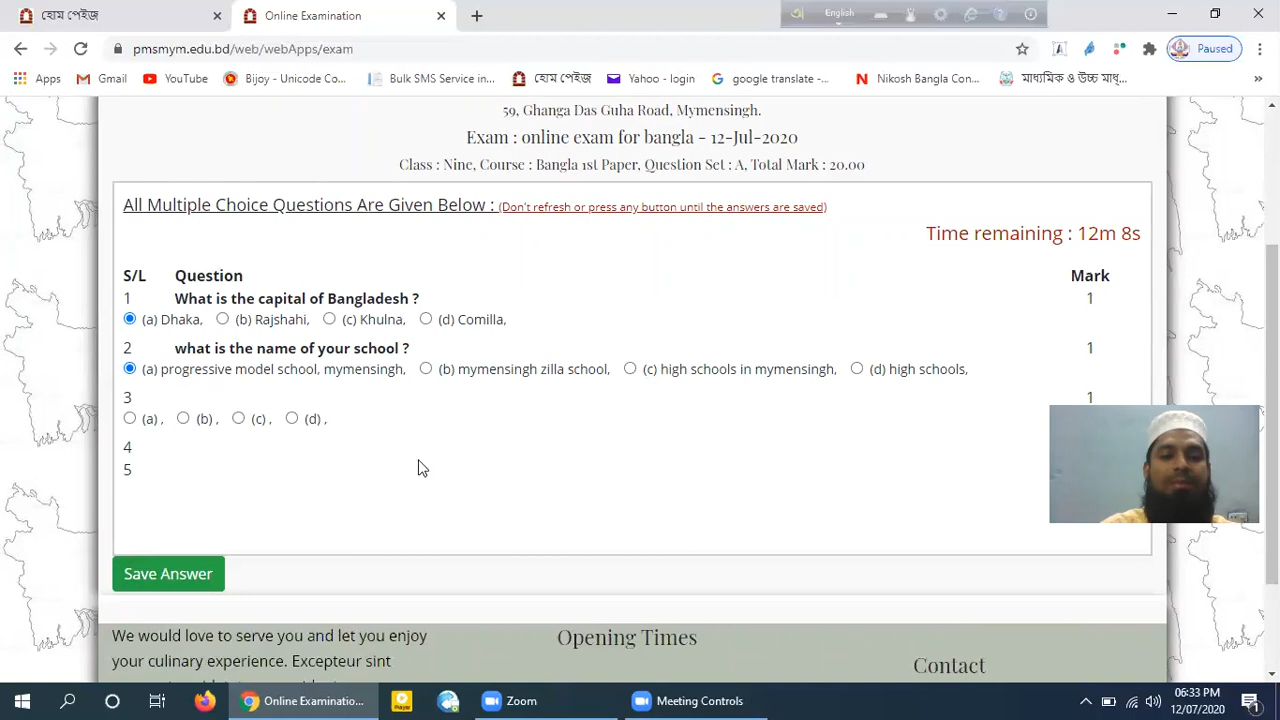 হোম পেইজ
Online Examination
English
pmsmym.edu.bd/web/webApps/exam
Paused
Apps
Gmail
YouTube
Bijoy - Unicode Co...
Bulk SMS Service in...
হোম পেইজ
Yahoo - login
google translate -...
Nikosh Bangla Con...
মাধ্যমিক ও উচ্চ মাধ...
59, Ghanga Das Guha Road, Mymensingh.
Exam : online exam for bangla - 12-Jul-2020
Class : Nine, Course : Bangla 1st Paper, Question Set : A, Total Mark : 20.00
All Multiple Choice Questions Are Given Below : (Don't refresh or press any button until the answers are saved)
Time remaining : 12m 8s
S/L Question Mark
1 What is the capital of Bangladesh ? 1
(a) Dhaka, (b) Rajshahi, (c) Khulna, (d) Comilla,
2 what is the name of your school ? 1
(a) progressive model school, mymensingh, (b) mymensingh zilla school, (c) high schools in mymensingh, (d) high schools,
3 1
(a) , (b) , (c) , (d) ,
4
5
Save Answer
We would love to serve you and let you enjoy
your culinary experience. Excepteur sint
Opening Times
Contact
Online Examinatio...
Player
Zoom
Meeting Controls
06:33 PM
12/07/2020
1